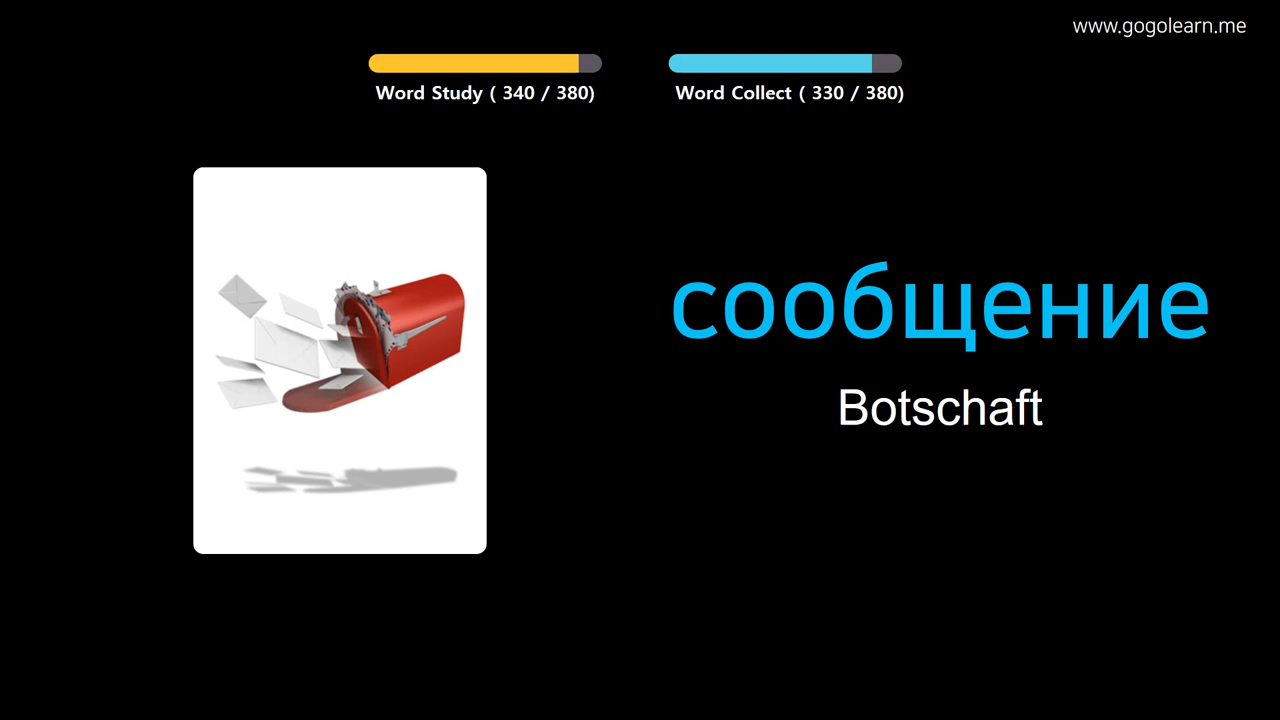 www.gogolearn.me
Word Study ( 340 / 380)
Word Collect ( 330 / 380)
сообщение
Botschaft